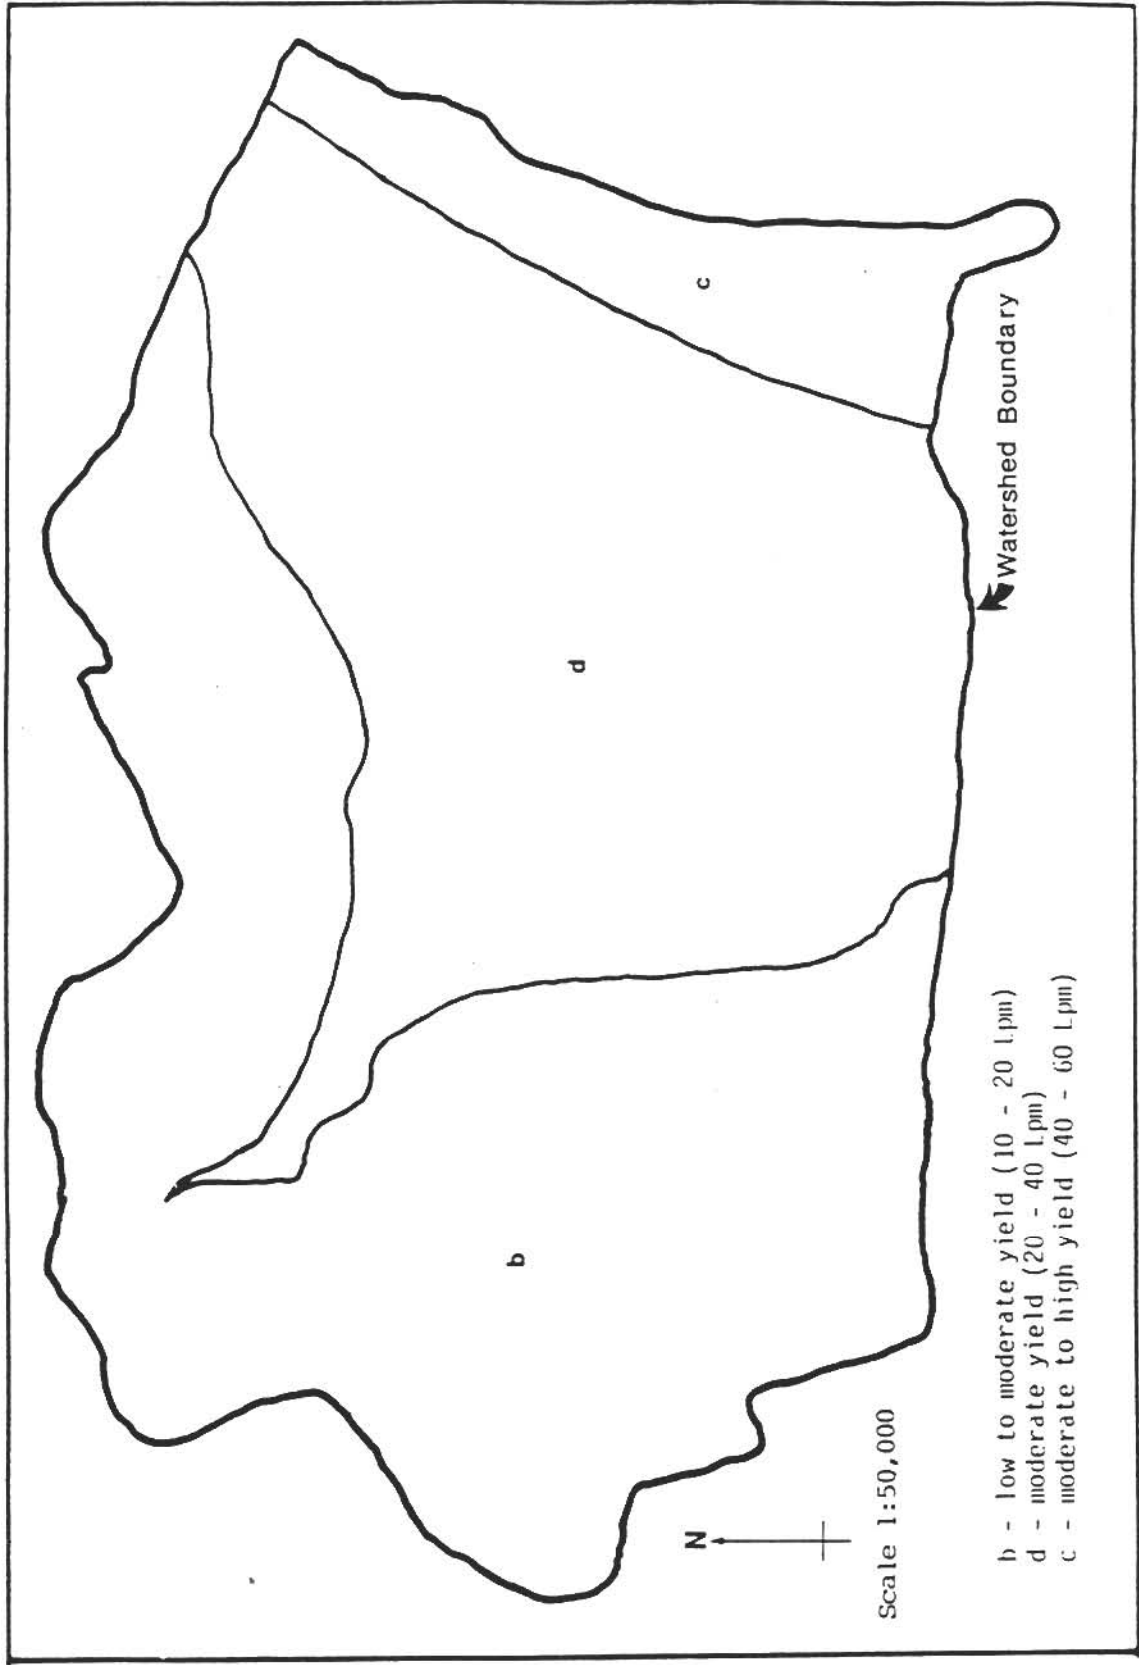 c
d
b
Watershed Boundary
N
Scale 1:50,000
b - low to moderate yield (10 - 20 Lpm)
d - moderate yield (20 - 40 Lpm)
c - moderate to high yield (40 - 60 Lpm)